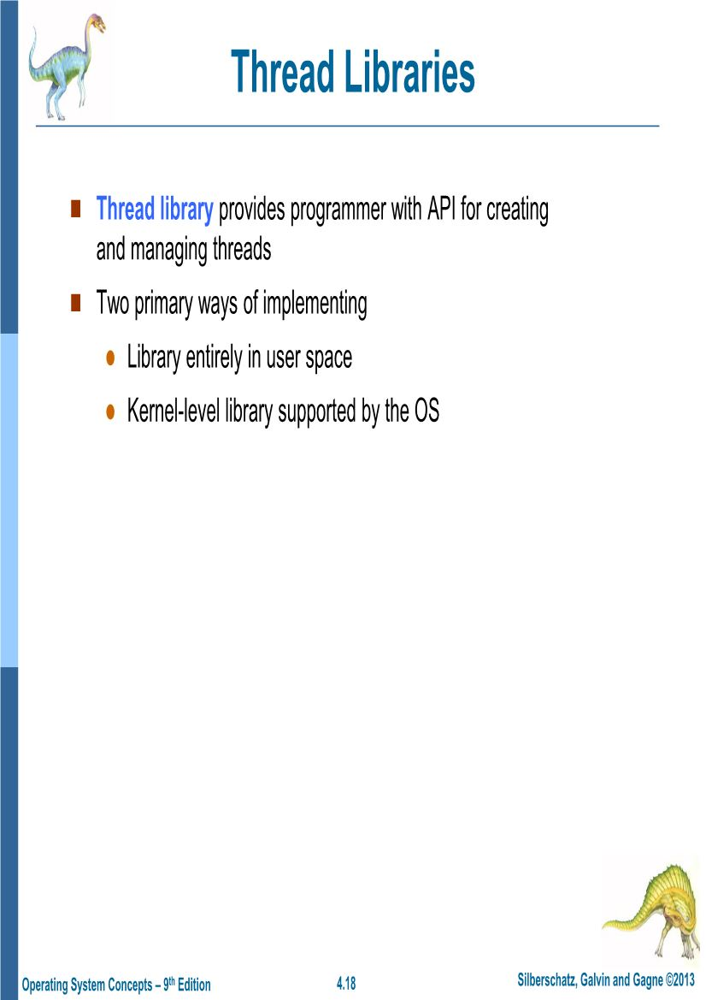 Thread Libraries
Thread library provides programmer with API for creating
and managing threads
Two primary ways of implementing
Library entirely in user space
Kernel-level library supported by the OS
Operating System Concepts – 9th Edition
4.18
Silberschatz, Galvin and Gagne ©2013